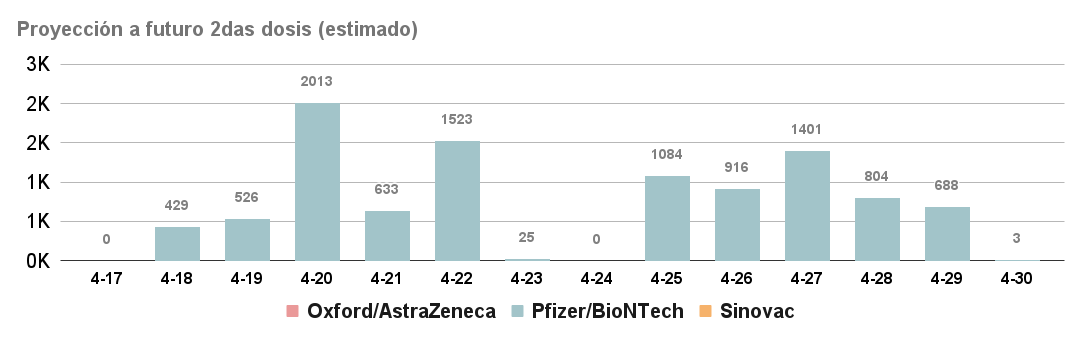 Proyección a futuro 2das dosis (estimado)
3K
2K
2K
1K
1K
0K
0
429
526
2013
633
1523
25
0
1084
916
1401
804
688
3
4-17 4-18 4-19 4-20 4-21 4-22 4-23 4-24 4-25 4-26 4-27 4-28 4-29 4-30
Oxford/AstraZeneca Pfizer/BioNTech Sinovac